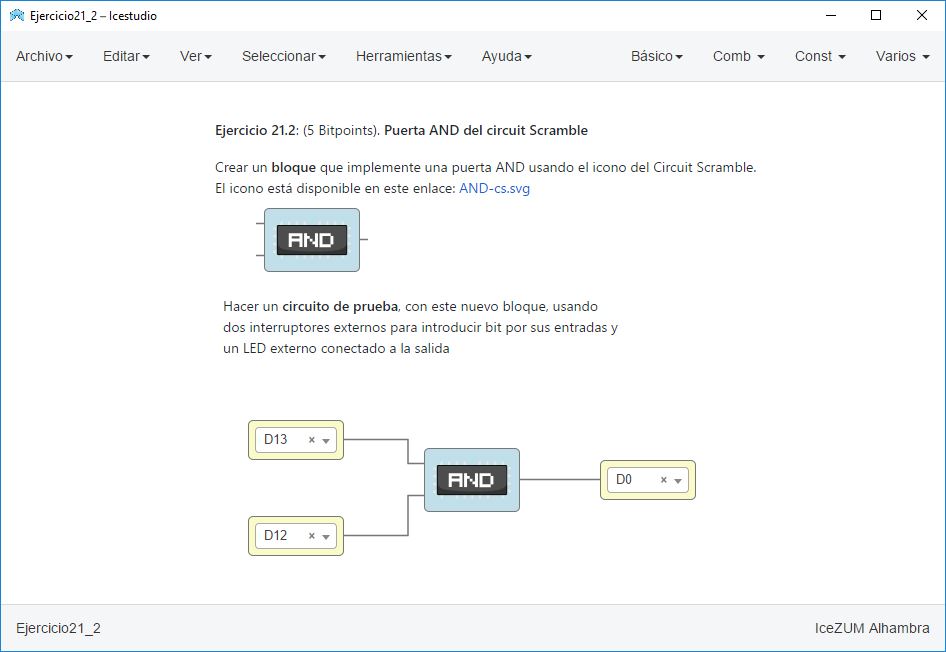 Ejercicio21_2 – Icestudio
Archivo Editar Ver Seleccionar Herramientas Ayuda Básico Comb Const Varios
Ejercicio 21.2: (5 Bitpoints). Puerta AND del circuit Scramble
Crear un bloque que implemente una puerta AND usando el icono del Circuit Scramble.
El icono está disponible en este enlace: AND-cs.svg
AND
Hacer un circuito de prueba, con este nuevo bloque, usando
dos interruptores externos para introducir bit por sus entradas y
un LED externo conectado a la salida
D13 ×
AND
D0 ×
D12 ×
Ejercicio21_2 IceZUM Alhambra